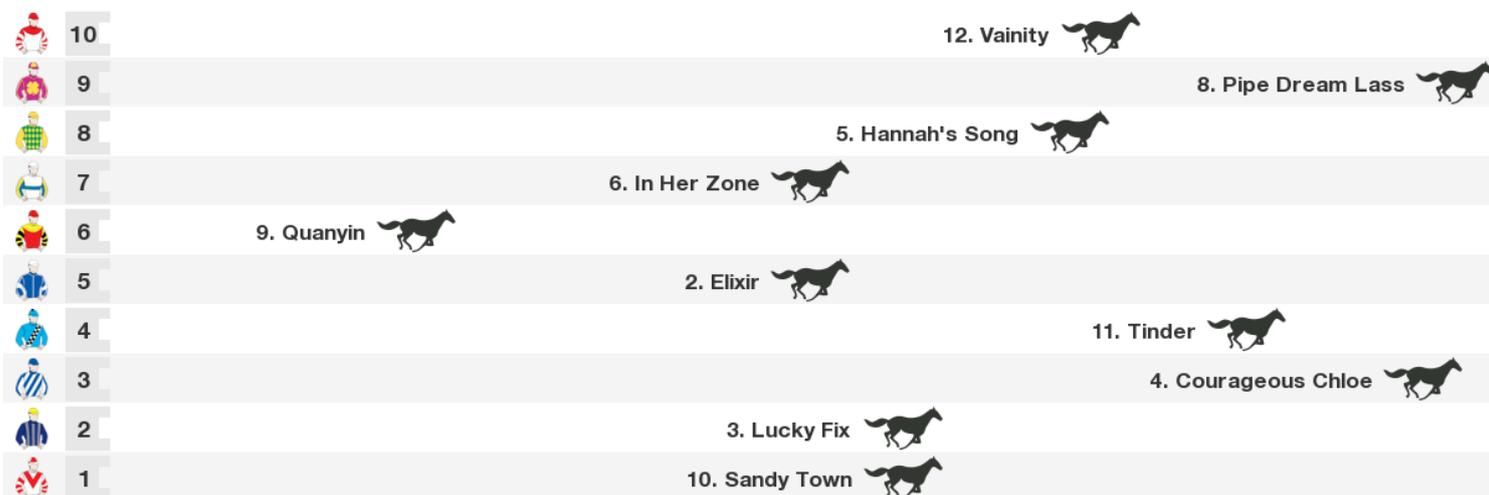 10 12. Vainity
9 8. Pipe Dream Lass
8 5. Hannah's Song
7 6. In Her Zone
6 9. Quanyin
5 2. Elixir
4 11. Tinder
3 4. Courageous Chloe
2 3. Lucky Fix
1 10. Sandy Town